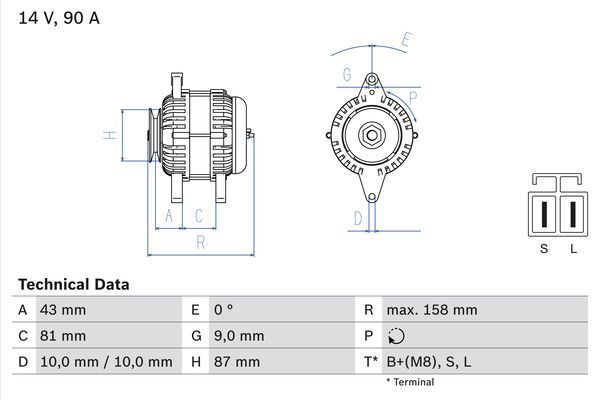 14 V, 90 A
E
G
P
H
A
C
R
D
S L
Technical Data
A 43 mm E 0 ° R max. 158 mm
C 81 mm G 9,0 mm P
D 10,0 mm / 10,0 mm H 87 mm T* B+(M8), S, L
* Terminal